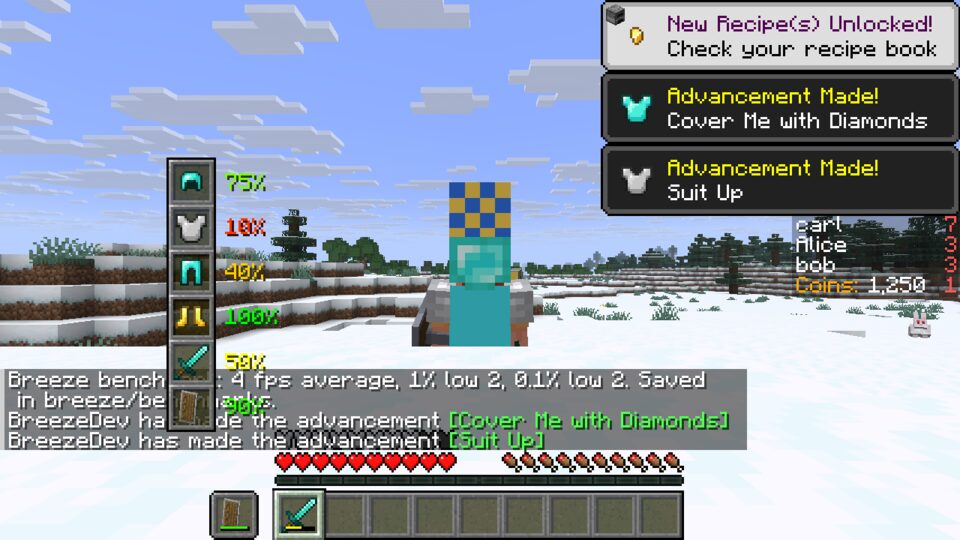 New Recipe(s) Unlocked!
Check your recipe book
Advancement Made!
Cover Me with Diamonds
Advancement Made!
Suit Up
75%
10%
40%
100%
50%
90%
carl 7
Alice 3
bob 3
Coins: 1,250 1
Breeze bench : 4 fps average, 1% low 2, 0.1% low 2. Saved
in breeze/be arks.
BreezeDev ha de the advancement [Cover Me with Diamonds]
BreezeDev has made the advancement [Suit Up]